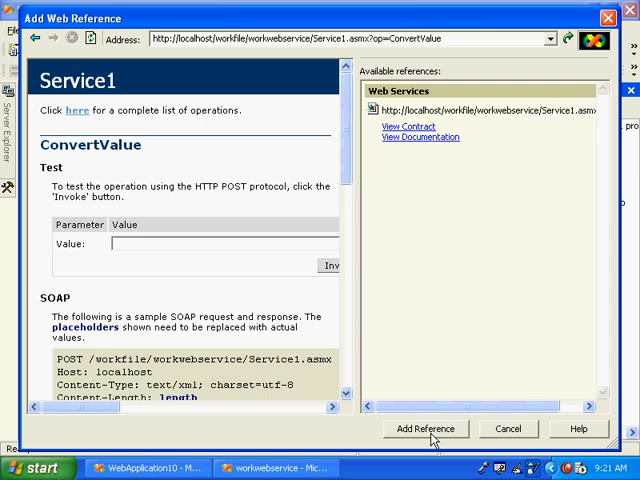 Add Web Reference
Address: http://localhost/workfile/workwebservice/Service1.asmx?op=ConvertValue
Service1
Click here for a complete list of operations.
ConvertValue
Test
To test the operation using the HTTP POST protocol, click the
'Invoke' button.
Parameter Value
Value:
Inv
SOAP
The following is a sample SOAP request and response. The
placeholders shown need to be replaced with actual
values.
POST /workfile/workwebservice/Service1.asmx
Host: localhost
Content-Type: text/xml; charset=utf-8
Content-Length: length
Available references:
Web Services
http://localhost/workfile/workwebservice/Service1.asmx
View Contract
View Documentation
Add Reference
Cancel
Help
Server Explorer
start
WebApplication10 - M...
workwebservice - Mic...
9:21 AM